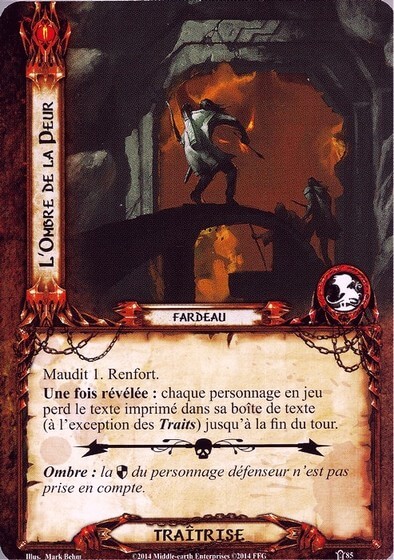 L'OMBRE DE LA PEUR
FARDEAU
Maudit 1. Renfort.
Une fois révélée : chaque personnage en jeu
perd le texte imprimé dans sa boîte de texte
(à l'exception des Traits) jusqu'à la fin du tour.
Ombre : la du personnage défenseur n'est pas
prise en compte.
TRAÎTRISE
Illus. Mark Behm ©2014 Middle-earth Enterprises ©2014 FFG 85